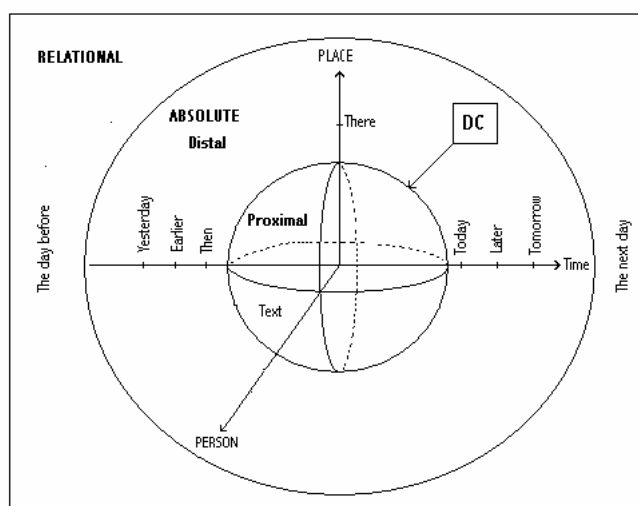 RELATIONAL
PLACE
ABSOLUTE
Distal
There
DC
Proximal
The day before
Yesterday
Earlier
Then
Today
Later
Tomorrow
Time
The next day
Text
PERSON